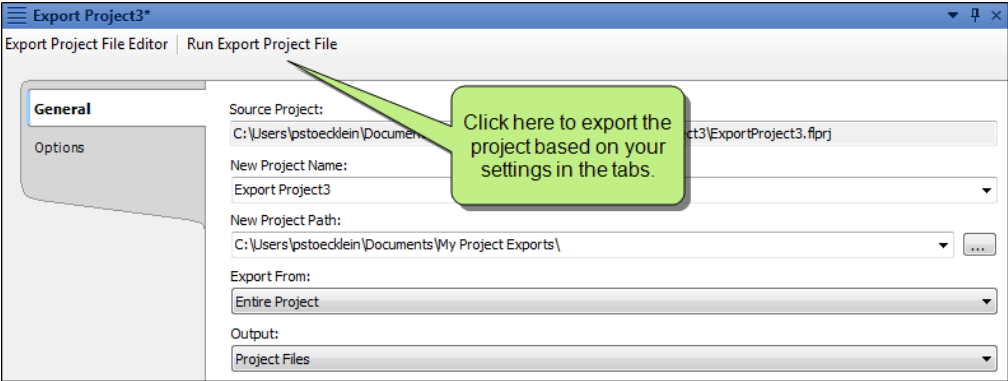 Export Project3*
Export Project File Editor Run Export Project File
General
Options
Source Project:
C:\Users\pstoecklein\Documen ct3\ExportProject3.flprj
New Project Name:
Export Project3
New Project Path:
C:\Users\pstoecklein\Documents\My Project Exports\
...
Export From:
Entire Project
Output:
Project Files
Click here to export the
project based on your
settings in the tabs.